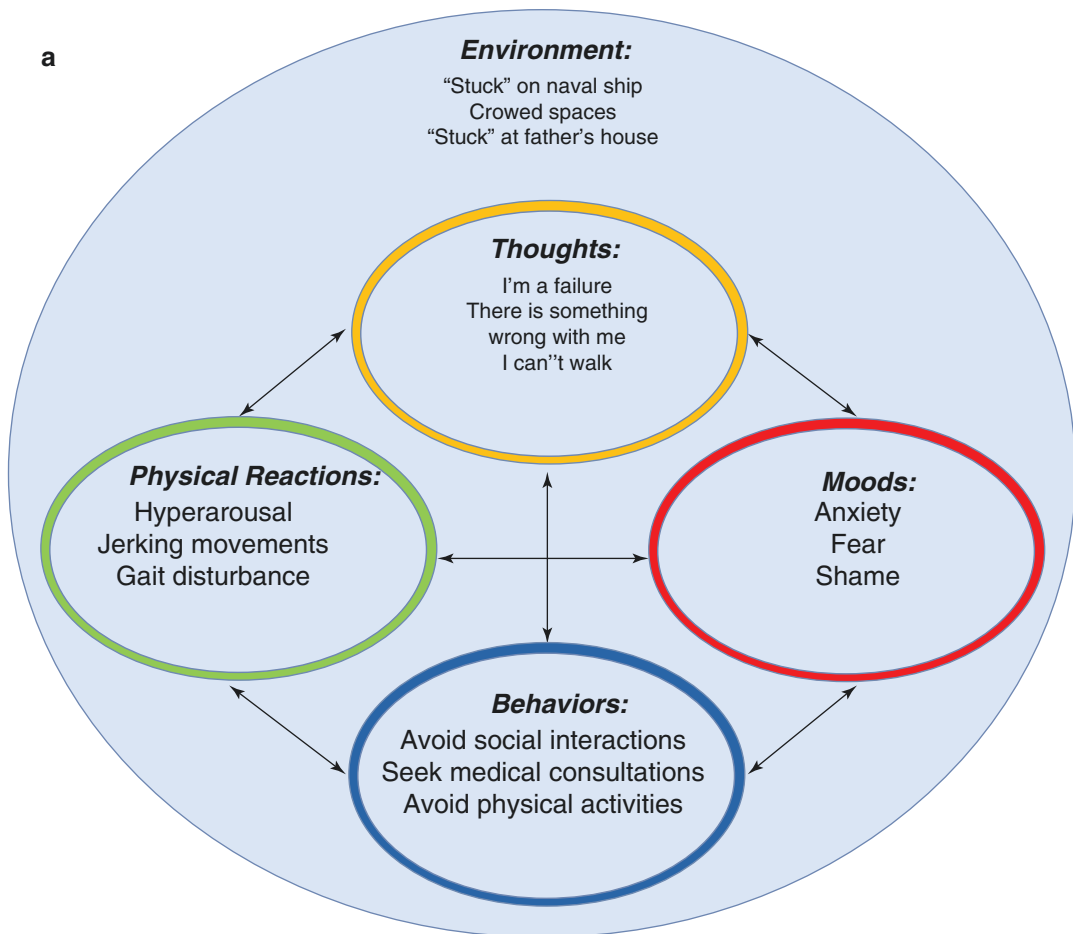 a
Environment:
“Stuck” on naval ship
Crowed spaces
“Stuck” at father’s house
Thoughts:
I’m a failure
There is something
wrong with me
I can’’t walk
Physical Reactions:
Hyperarousal
Jerking movements
Gait disturbance
Moods:
Anxiety
Fear
Shame
Behaviors:
Avoid social interactions
Seek medical consultations
Avoid physical activities